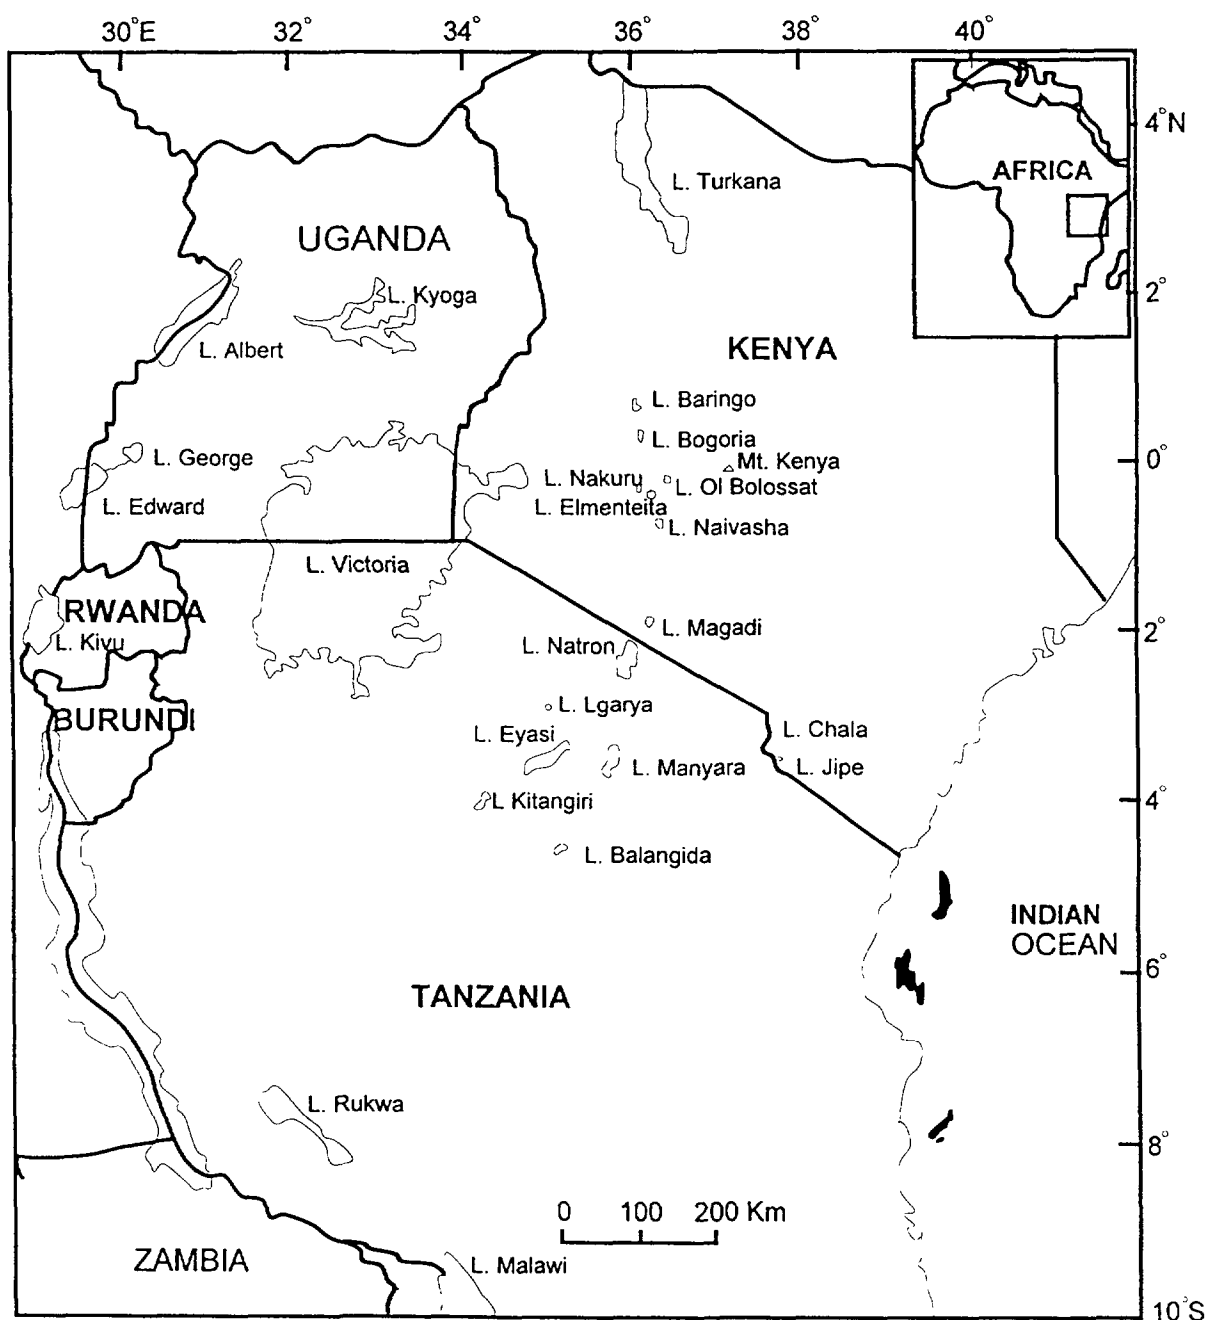 30°E 32° 34° 36° 38° 40°
4°N
AFRICA
L. Turkana
UGANDA
2°
L. Kyoga
L. Albert
KENYA
L. Baringo
L. Bogoria
L. George
Mt. Kenya
0°
L. Nakuru
L. Ol Bolossat
L. Edward
L. Elmenteita
L. Naivasha
L. Victoria
RWANDA
L. Magadi
2°
L. Kivu
L. Natron
L. Lgarya
BURUNDI
L. Chala
L. Eyasi
L. Manyara
L. Jipe
L Kitangiri
4°
L. Balangida
INDIAN
OCEAN
6°
TANZANIA
L. Rukwa
8°
0 100 200 Km
ZAMBIA
L. Malawi
10°S